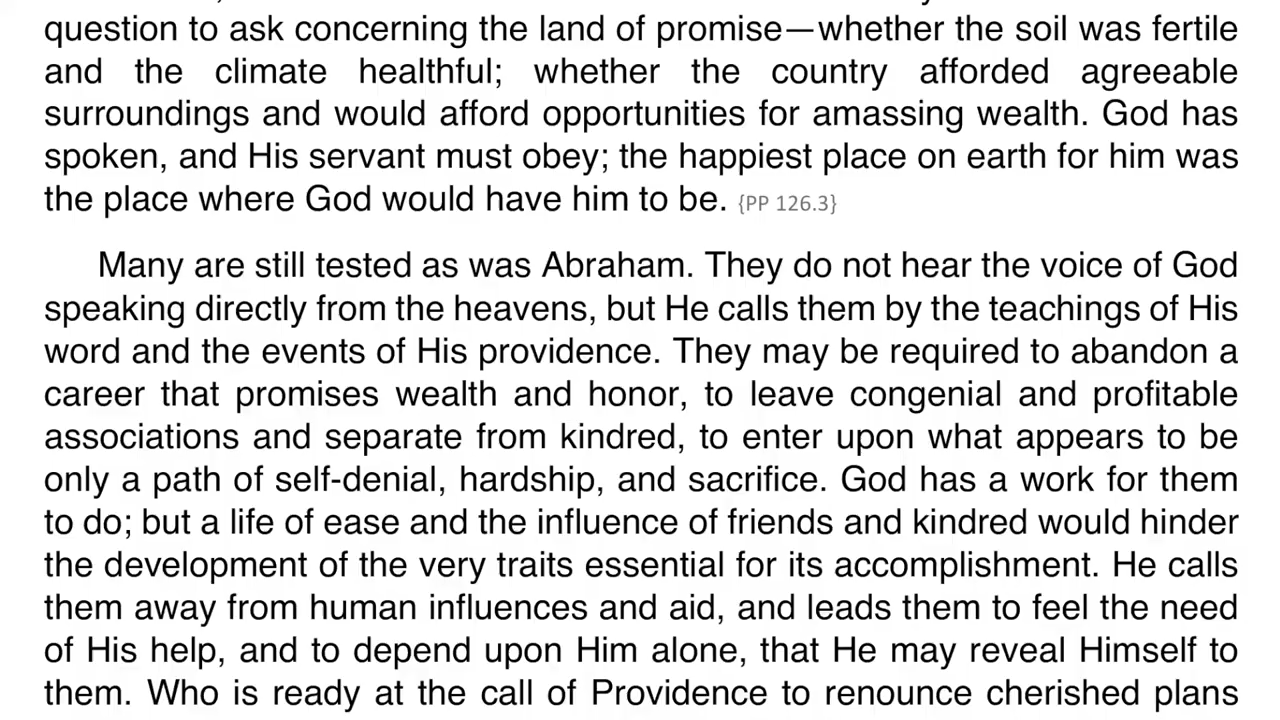 question to ask concerning the land of promise—whether the soil was fertile
and the climate healthful; whether the country afforded agreeable
surroundings and would afford opportunities for amassing wealth. God has
spoken, and His servant must obey; the happiest place on earth for him was
the place where God would have him to be. {PP 126.3}
Many are still tested as was Abraham. They do not hear the voice of God
speaking directly from the heavens, but He calls them by the teachings of His
word and the events of His providence. They may be required to abandon a
career that promises wealth and honor, to leave congenial and profitable
associations and separate from kindred, to enter upon what appears to be
only a path of self-denial, hardship, and sacrifice. God has a work for them
to do; but a life of ease and the influence of friends and kindred would hinder
the development of the very traits essential for its accomplishment. He calls
them away from human influences and aid, and leads them to feel the need
of His help, and to depend upon Him alone, that He may reveal Himself to
them. Who is ready at the call of Providence to renounce cherished plans